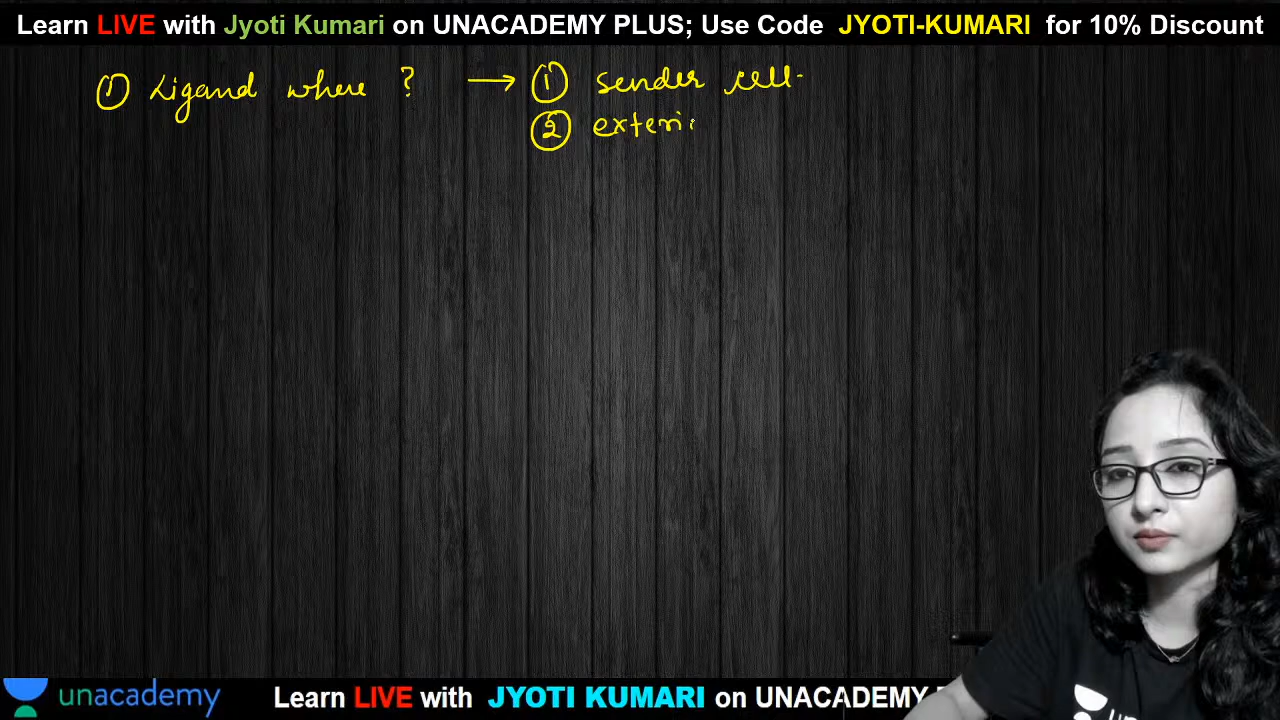 Learn LIVE with Jyoti Kumari on UNACADEMY PLUS; Use Code JYOTI-KUMARI for 10% Discount
① Ligand where ? → ① sender cell.
② exteri
unacademy
Learn LIVE with JYOTI KUMARI on UNACADEMY